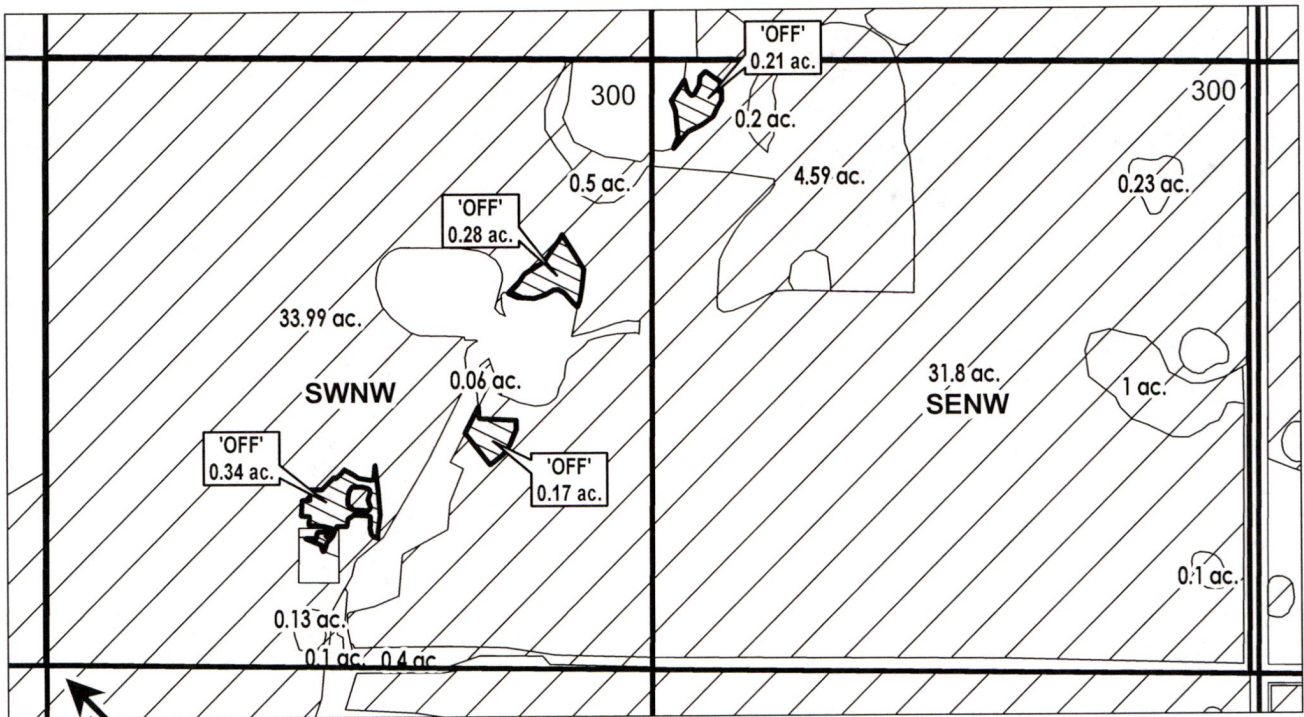 'OFF'
0.21 ac.
300
300
0.2 ac.
4.59 ac.
0.5 ac.
0.23 ac.
'OFF'
0.28 ac.
33.99 ac.
SWNW
0.06 ac.
31.8 ac.
SENW
1 ac.
'OFF'
0.34 ac.
'OFF'
0.17 ac.
0.1 ac.
0.13 ac.
0.1 ac.
0.4 ac.